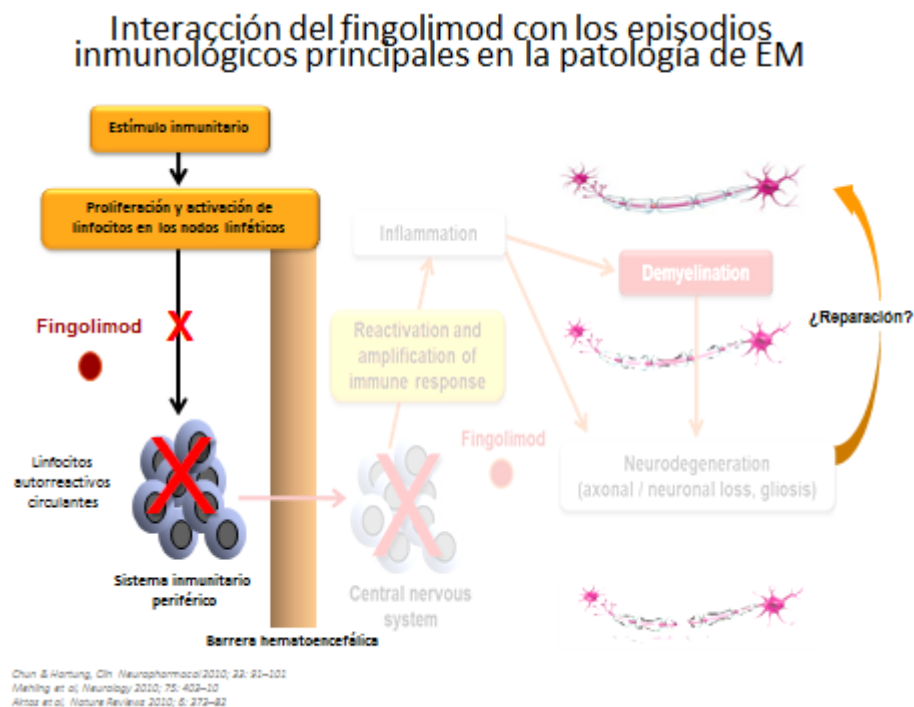 Interacción del fingolimod con los episodios
inmunológicos principales en la patología de EM
Estímulo inmunitario
Proliferación y activación de
linfocitos en los nodos linfáticos
Inflammation
Demyelination
Fingolimod
X
¿Reparación?
Reactivation and
amplification of
immune response
Fingolimod
Linfocitos
autorreactivos
circulantes
Neurodegeneration
(axonal / neuronal loss, gliosis)
Sistema inmunitario
periférico
Central nervous
system
Barrera hematoencefálica
Chun & Hartung, Clin Neuropharmacol 2010; 33: 91–101
Mehling et al, Neurology 2010; 75: 403–10
Aktas et al, Nature Reviews 2010; 6: 373–82